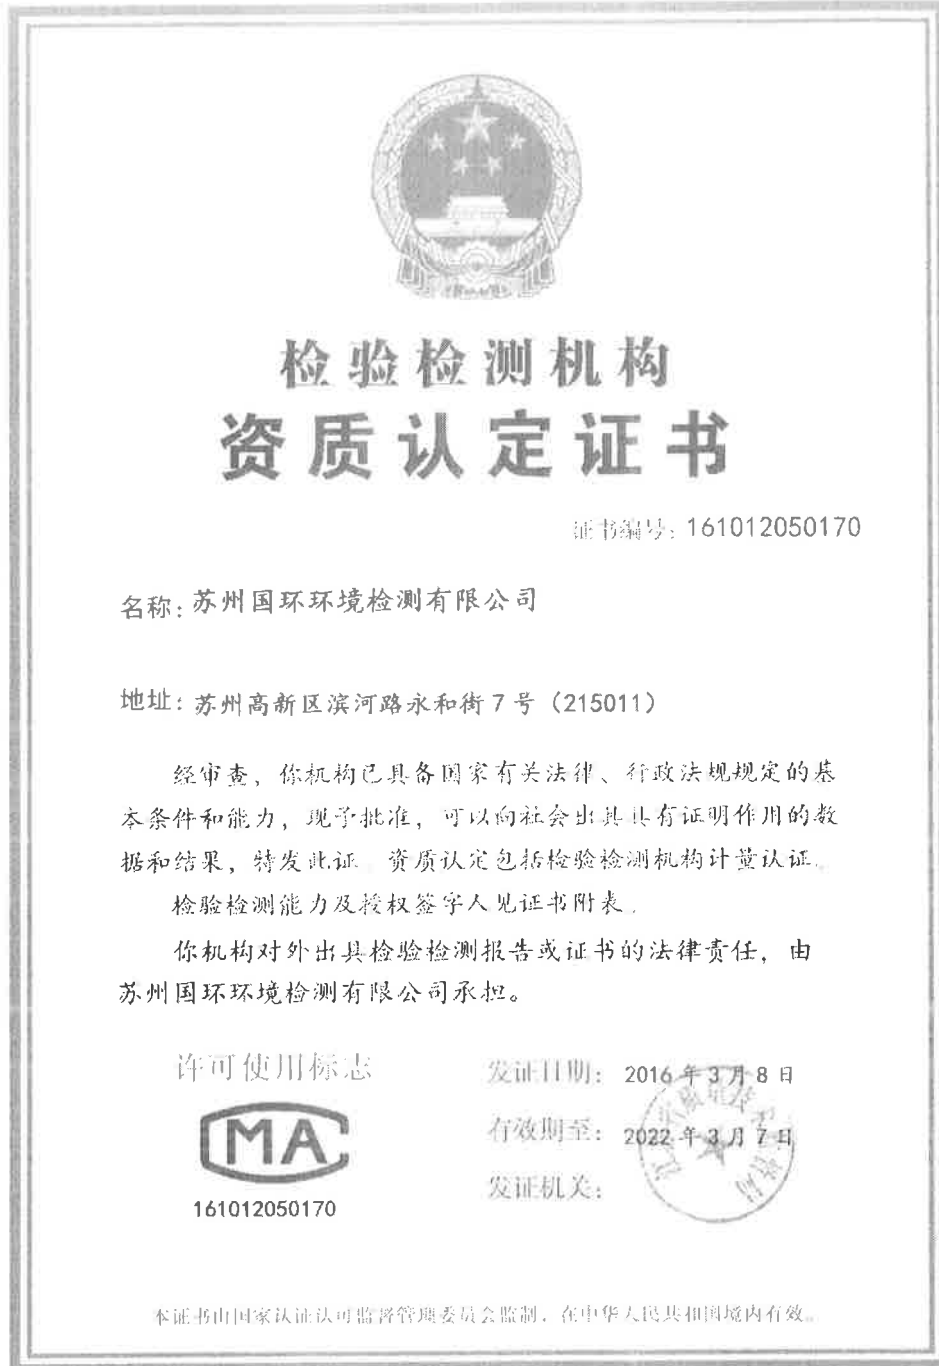 检验检测机构
资质认定证书
证书编号：161012050170
名称：苏州国环环境检测有限公司
地址：苏州高新区滨河路永和街7号（215011）
经审查，你机构已具备国家有关法律、行政法规规定的基
本条件和能力，现予批准，可以向社会出具具有证明作用的数
据和结果，特发此证。资质认定包括检验检测机构计量认证。
检验检测能力及授权签字人见证书附表。
你机构对外出具检验检测报告或证书的法律责任，由
苏州国环环境检测有限公司承担。
许可使用标志
MA
161012050170
发证日期：2016年3月8日
有效期至：2022年3月7日
发证机关：
本证书由国家认证认可监督管理委员会监制，在中华人民共和国境内有效。